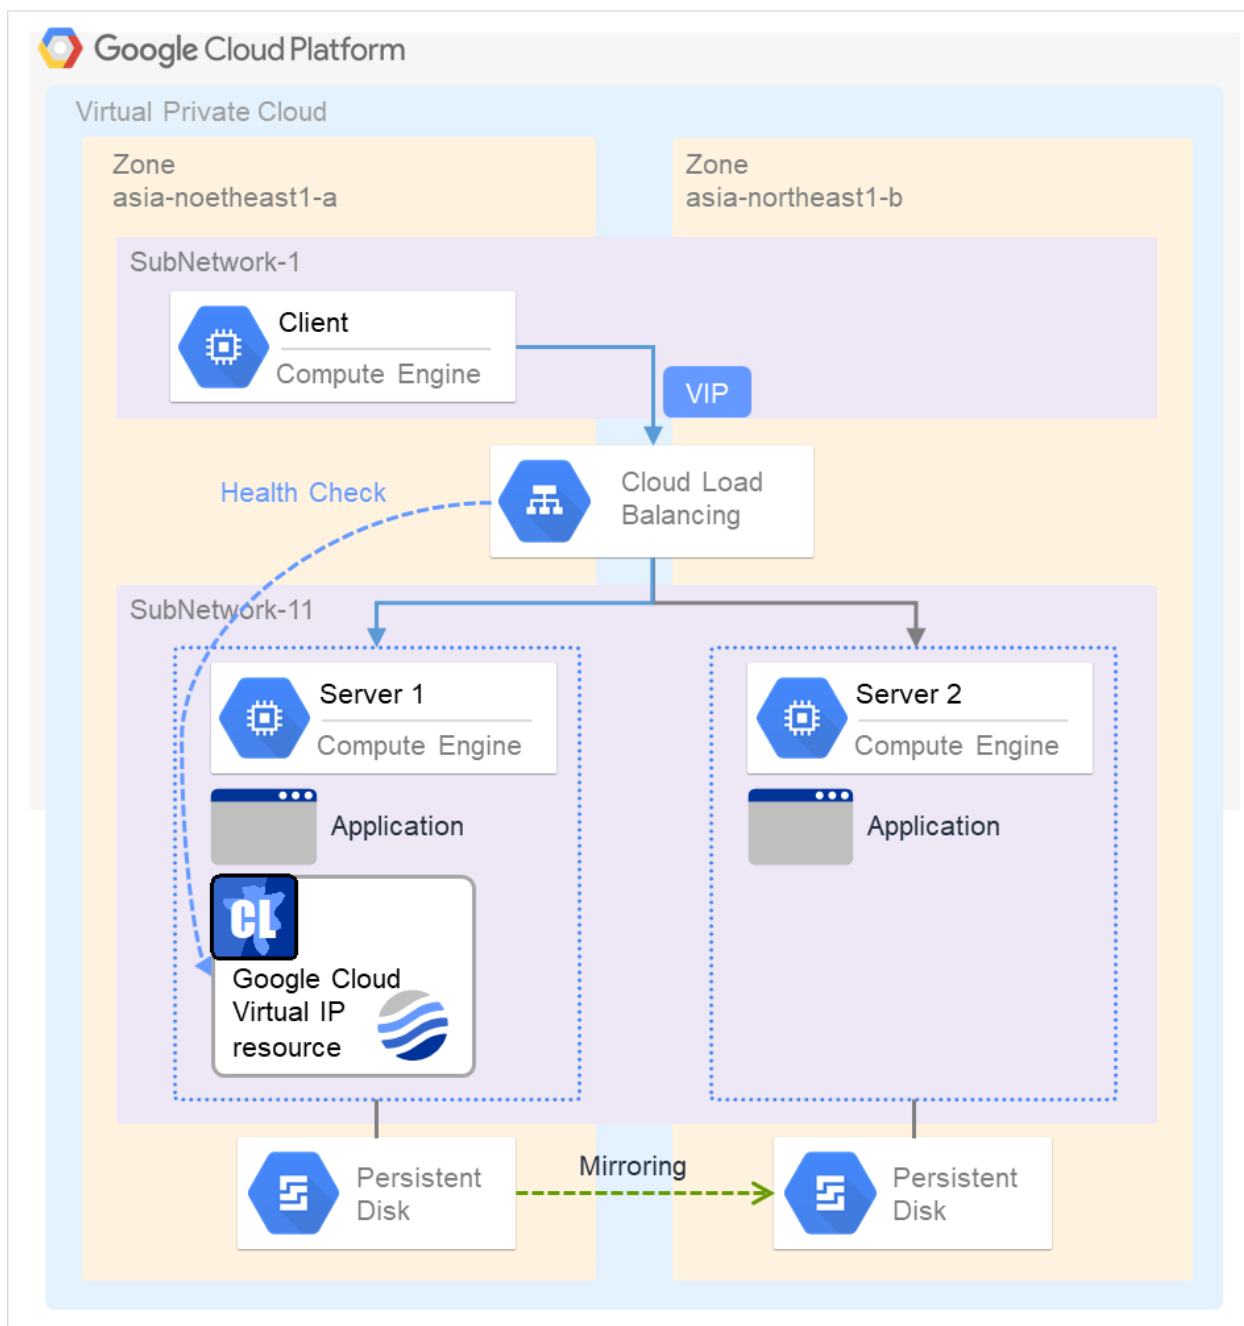 Google Cloud Platform
Virtual Private Cloud
Zone
asia-noetheast1-a
Zone
asia-northeast1-b
SubNetwork-1
Client
Compute Engine
VIP
Health Check
Cloud Load
Balancing
SubNetwork-11
Server 1
Compute Engine
Server 2
Compute Engine
Application
Application
CL
Google Cloud
Virtual IP
resource
Persistent
Disk
Mirroring
Persistent
Disk